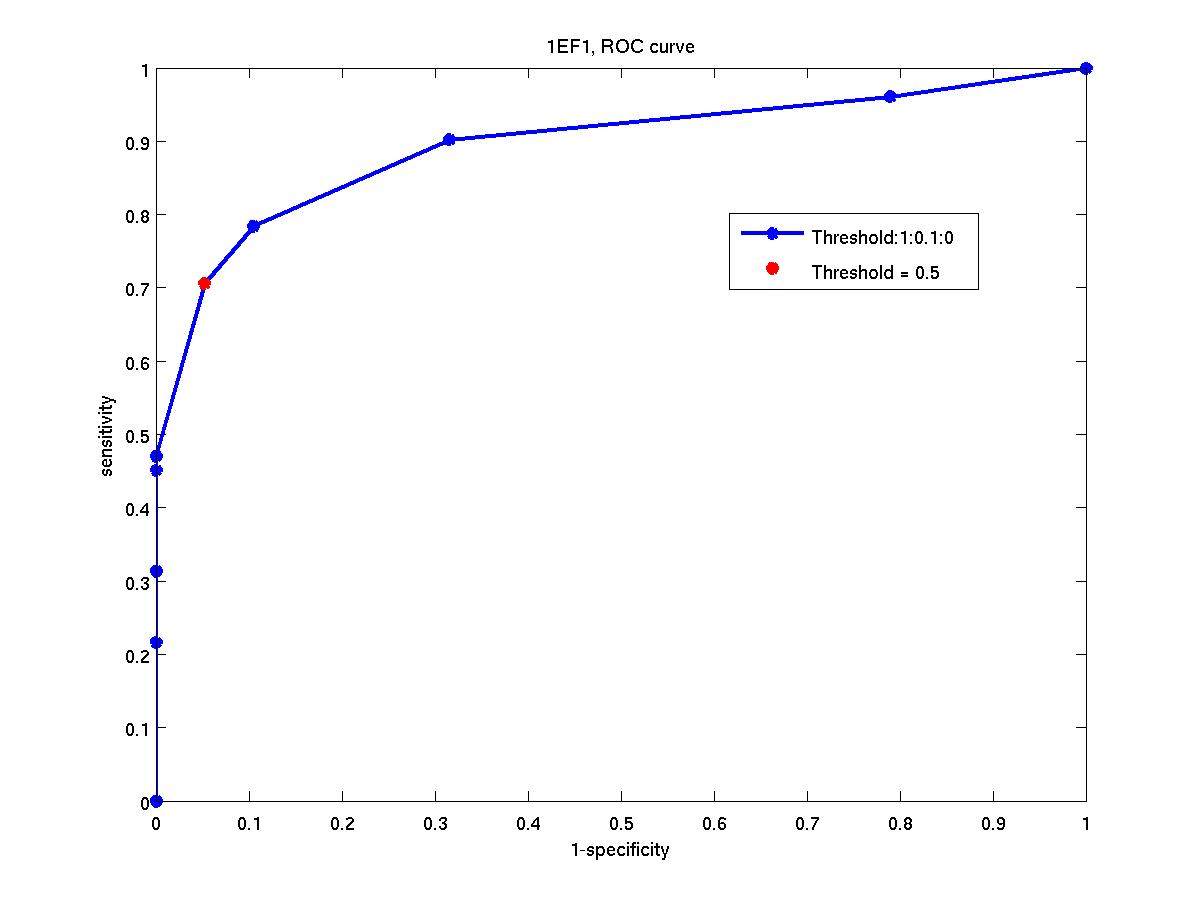 1EF1, ROC curve
1
0.9
0.8
0.7
0.6
0.5
0.4
0.3
0.2
0.1
0
sensitivity
Threshold:1:0.1:0
Threshold = 0.5
0 0.1 0.2 0.3 0.4 0.5 0.6 0.7 0.8 0.9 1
1-specificity